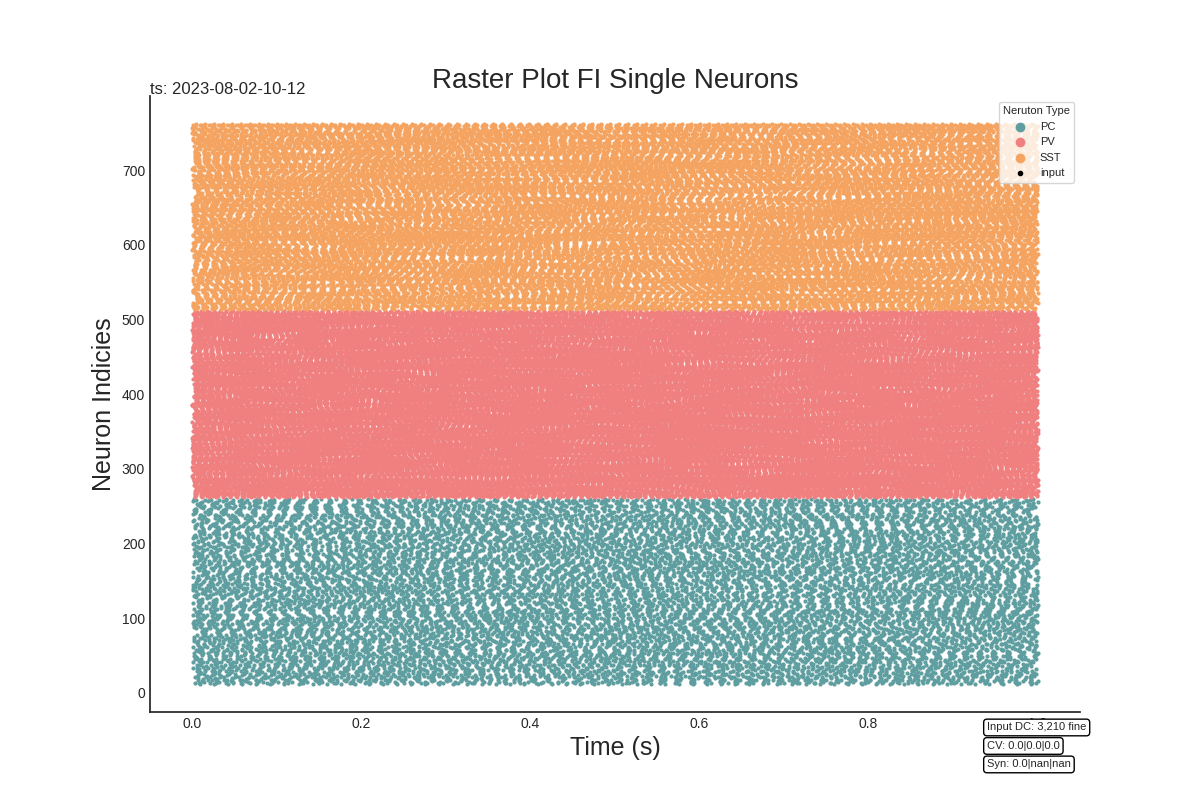 Raster Plot FI Single Neurons
ts: 2023-08-02-10-12
Neruton Type
PC
PV
SST
input
Neuron Indicies
700
600
500
400
300
200
100
0
0.0
0.2
0.4
0.6
0.8
Time (s)
Input DC: 3,210 fine
CV: 0.0|0.0|0.0
Syn: 0.0|nan|nan